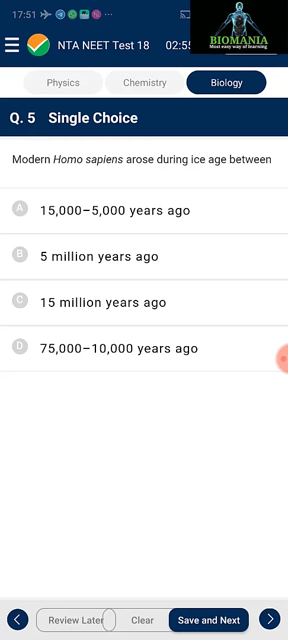 17:51
NTA NEET Test 18
02:55
BIOMANIA
Most easy way of learning
Physics
Chemistry
Biology
Q. 5 Single Choice
Modern Homo sapiens arose during ice age between
A 15,000–5,000 years ago
B 5 million years ago
C 15 million years ago
D 75,000–10,000 years ago
Review Later
Clear
Save and Next